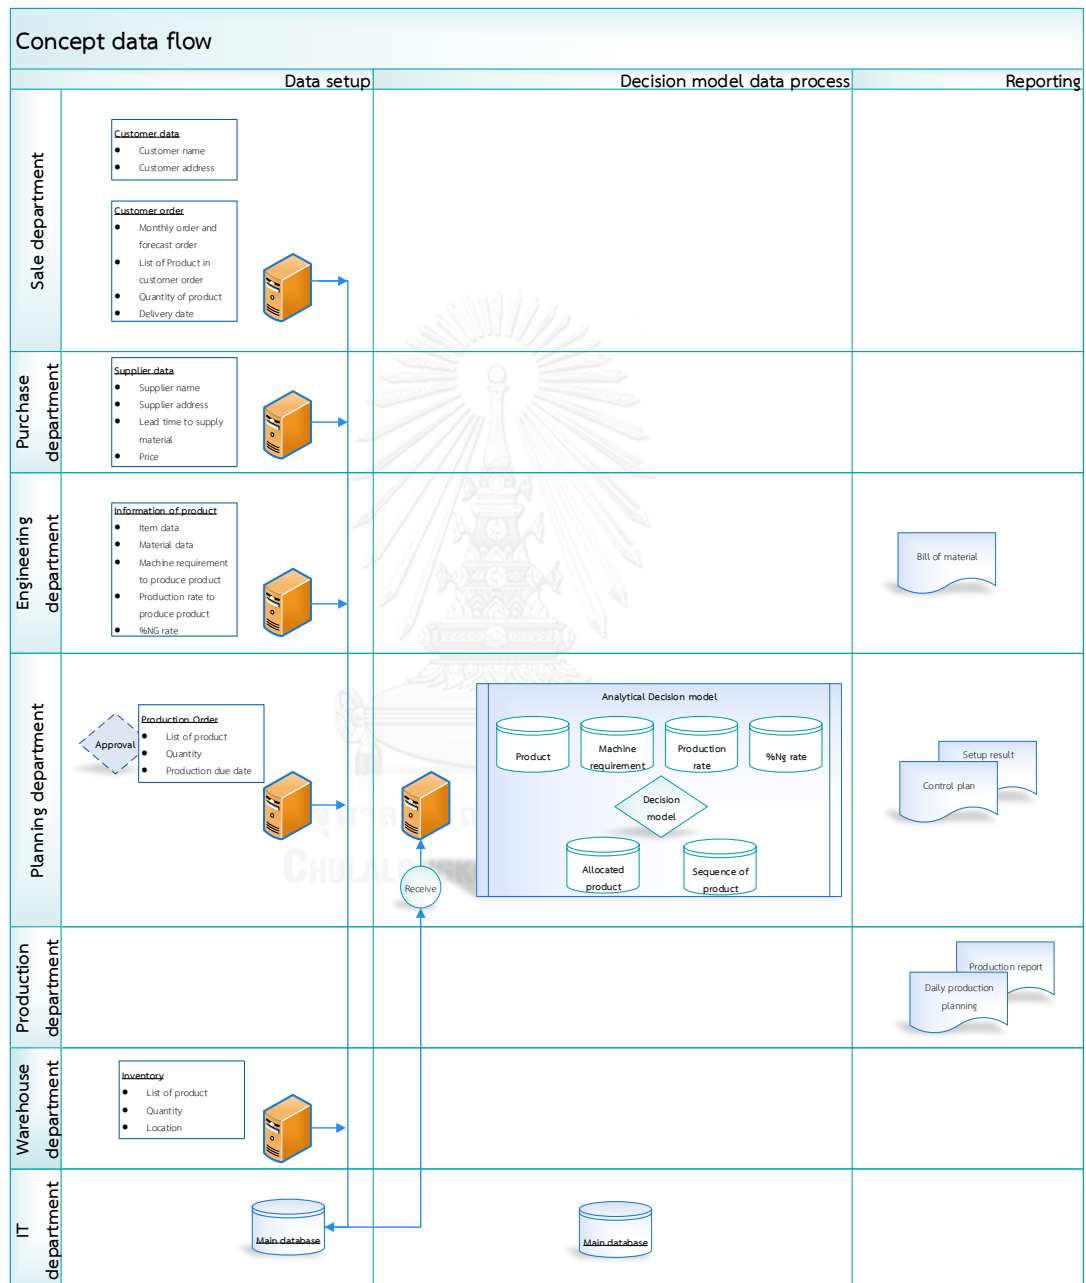 Concept data flow
Data setup
Decision model data process
Reporting
Sale department
Customer data
● Customer name
● Customer address
Customer order
● Monthly order and
forecast order
● List of Product in
customer order
● Quantity of product
● Delivery date
Purchase
department
Supplier data
● Supplier name
● Supplier address
● Lead time to supply
material
● Price
Engineering
department
Information of product
● Item data
● Material data
● Machine requirement
to produce product
● Production rate to
produce product
● %NG rate
Bill of material
Planning department
Approval
Production Order
● List of product
● Quantity
● Production due date
Receive
Analytical Decision model
Product
Machine
requirement
Production
rate
%Ng rate
Decision
model
Allocated
product
Sequence of
product
Setup result
Control plan
Production
department
Production report
Daily production
planning
Warehouse
department
Inventory
● List of product
● Quantity
● Location
IT
department
Main database
Main database